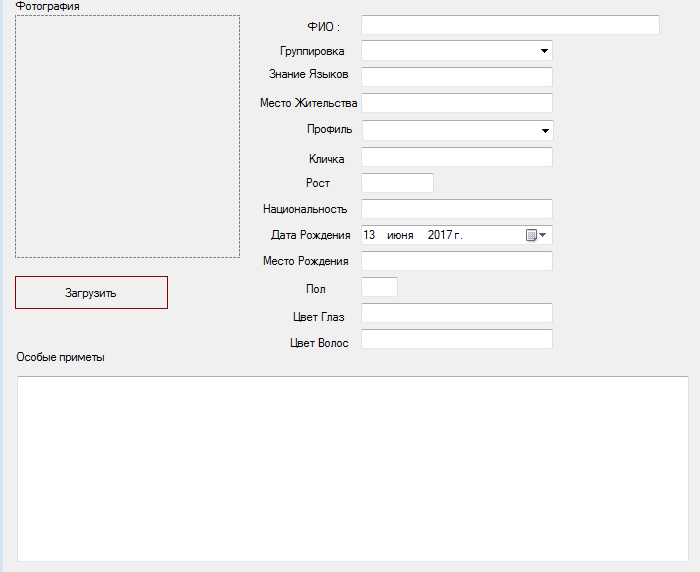 Фотография
ФИО :
Группировка
Знание Языков
Место Жительства
Профиль
Кличка
Рост
Национальность
Дата Рождения
13 июня 2017 г.
Место Рождения
Загрузить
Пол
Цвет Глаз
Цвет Волос
Особые приметы